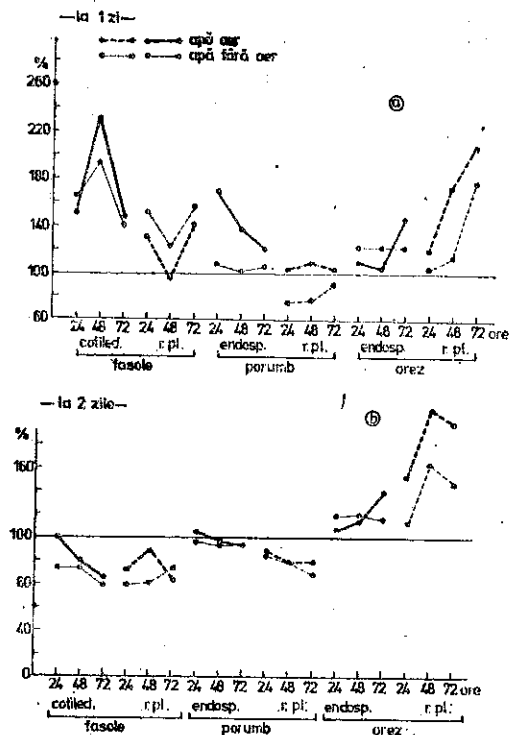 —la 1 zi—
apă aer
apă fără aer
%
260
220
180
140
100
60
ⓐ
24 48 72 24 48 72 24 48 72 24 48 72 24 48 72 24 48 72 ore
cotiled. r. pl. endosp. r. pl. endosp. r. pl.
fasole porumb orez
—la 2 zile—
%
ⓑ
160
100
60
40
0
24 48 72 24 48 72 24 48 72 24 48 72 24 48 72 24 48 72 ore
cotiled. r. pl. endosp. r. pl. endosp. r. pl.
fasole porumb orez